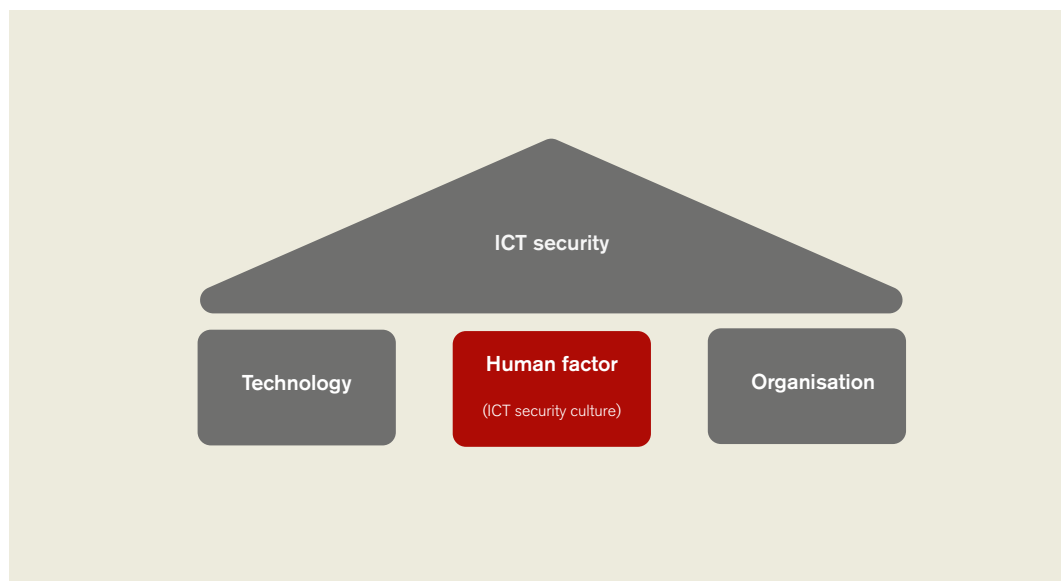 ICT security
Technology
Human factor
(ICT security culture)
Organisation